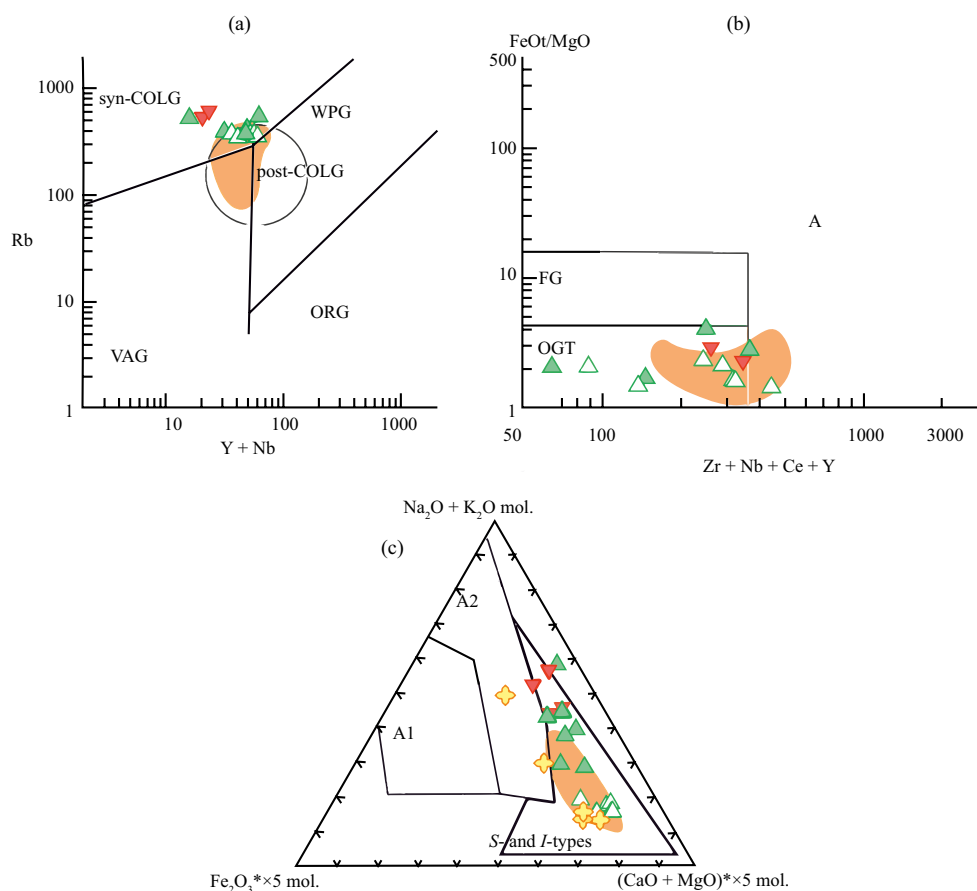 (a)
1000
syn-COLG
WPG
post-COLG
100
Rb
10
ORG
VAG
1
10
100
1000
Y + Nb
(b)
FeOt/MgO
500
100
A
10
FG
OGT
1
50
100
1000
3000
Zr + Nb + Ce + Y
Na₂O + K₂O mol.
(c)
A2
A1
S- and I-types
Fe₂O₃*×5 mol.
(CaO + MgO)*×5 mol.